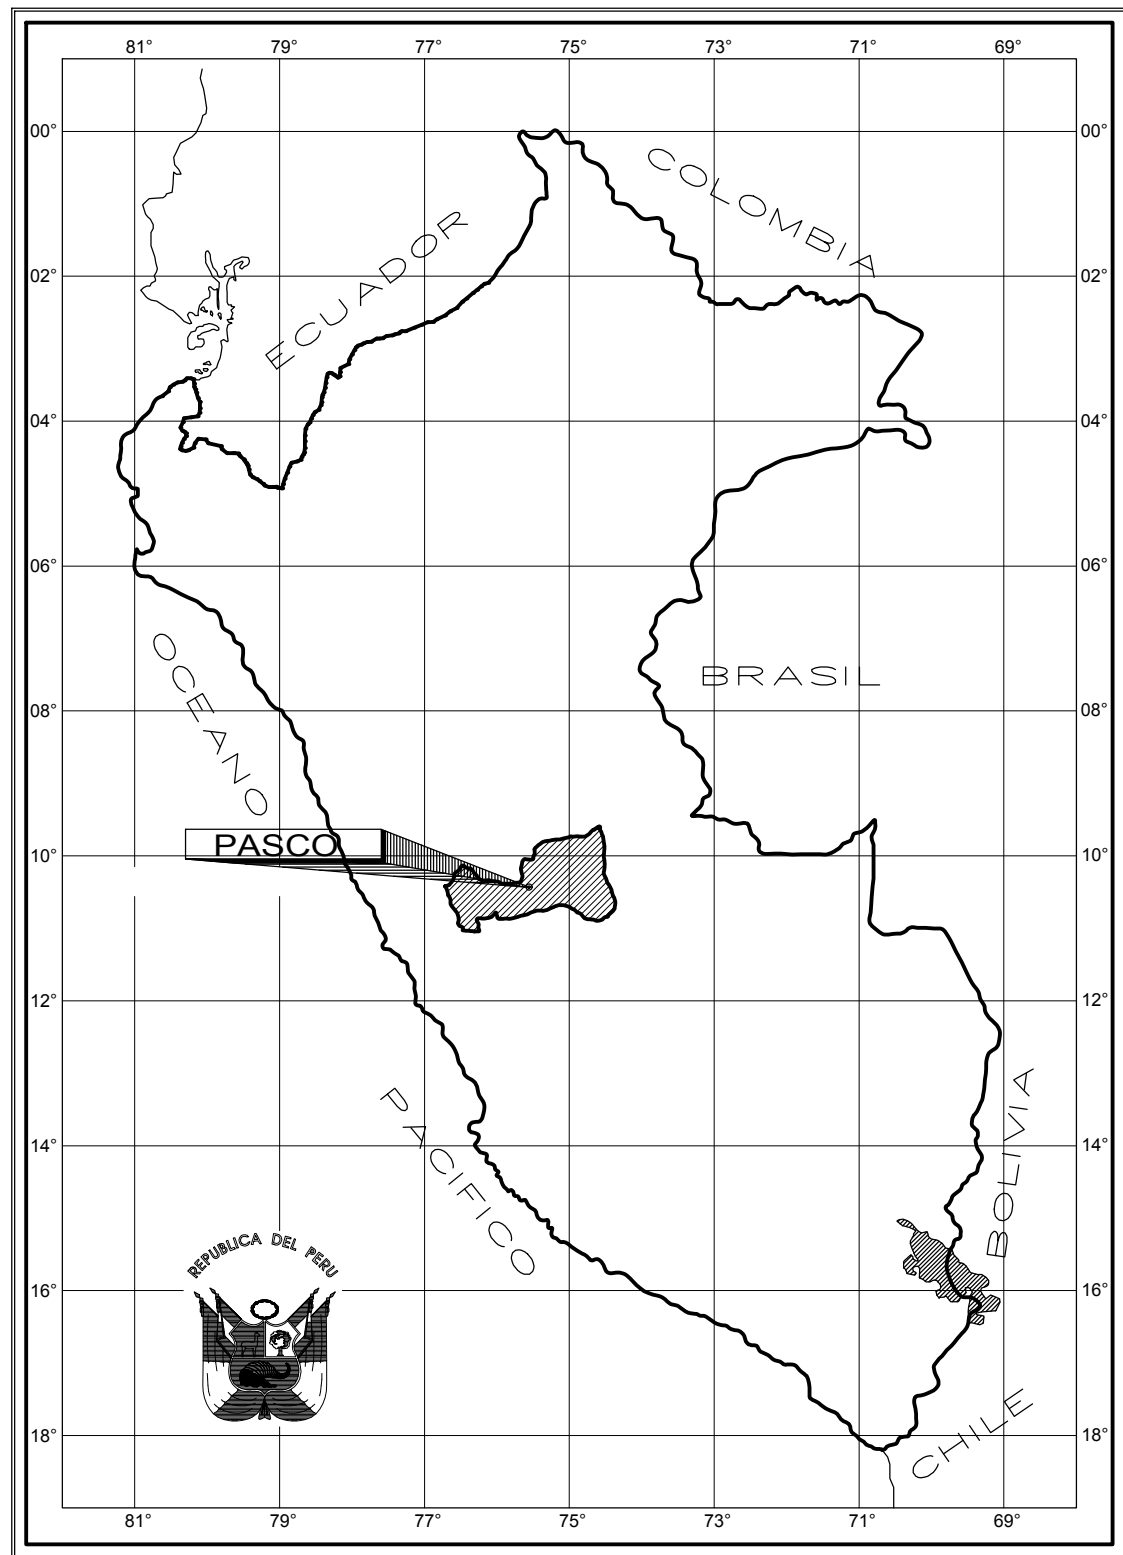 81° 79° 77° 75° 73° 71° 69°
00° 00°
COLOMBIA
ECUADOR
02° 02°
04° 04°
06° 06°
OCEANO
BRASIL
08° 08°
PASCO
10° 10°
12° 12°
PACIFICO
BOLIVIA
14° 14°
REPUBLICA DEL PERU
16° 16°
CHILE
18° 18°
81° 79° 77° 75° 73° 71° 69°